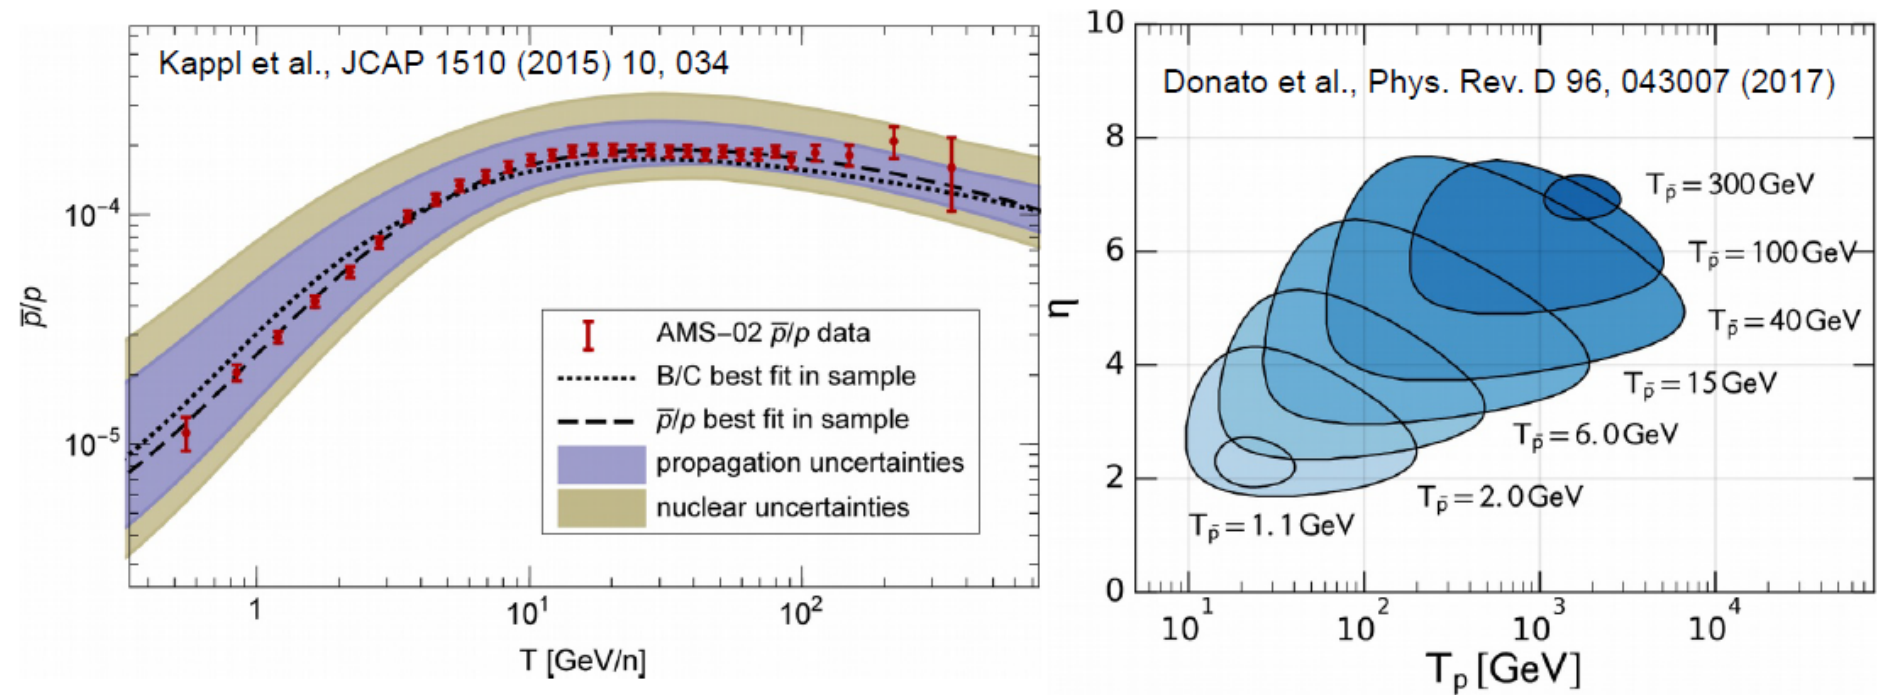 Kappl et al., JCAP 1510 (2015) 10, 034
p̅/p
10⁻⁴
10⁻⁵
AMS–02 p̅/p data
B/C best fit in sample
p̅/p best fit in sample
propagation uncertainties
nuclear uncertainties
1
10¹
10²
T [GeV/n]
Donato et al., Phys. Rev. D 96, 043007 (2017)
η
10
8
6
4
2
0
T_p̅ = 300 GeV
T_p̅ = 100 GeV
T_p̅ = 40 GeV
T_p̅ = 15 GeV
T_p̅ = 6.0 GeV
T_p̅ = 2.0 GeV
T_p̅ = 1.1 GeV
10¹
10²
10³
10⁴
T_p [GeV]